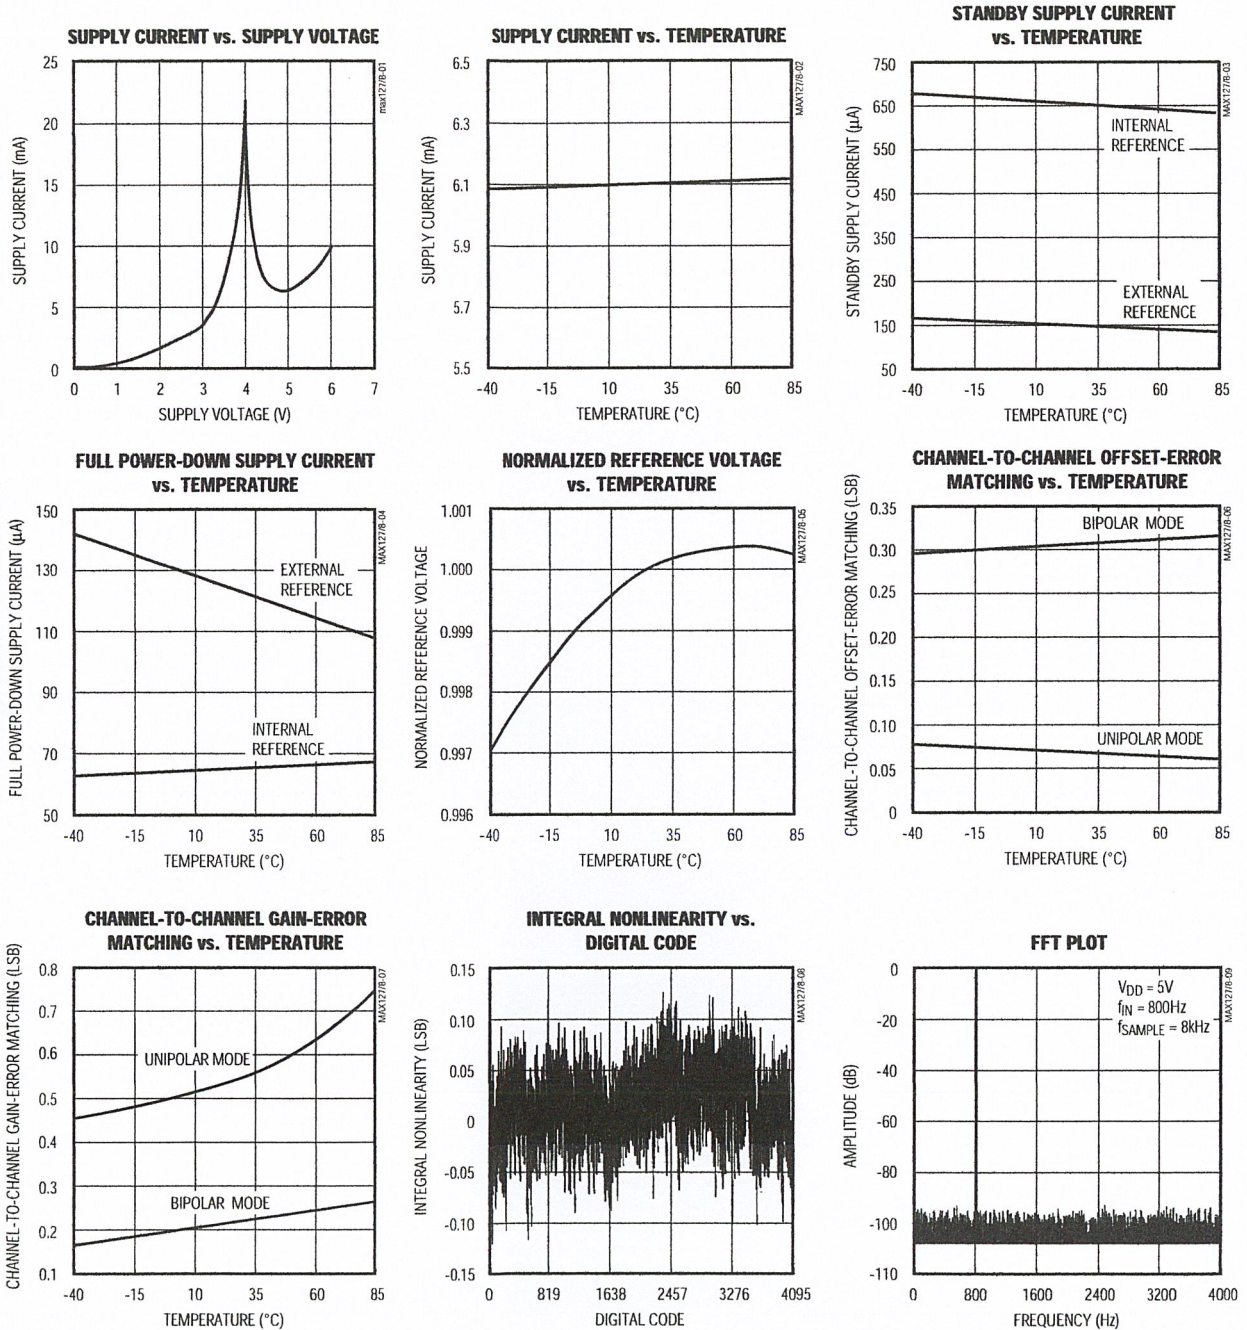 SUPPLY CURRENT vs. SUPPLY VOLTAGE
25
20
15
10
5
0
SUPPLY CURRENT (mA)
0 1 2 3 4 5 6 7
SUPPLY VOLTAGE (V)
max127/8-01
SUPPLY CURRENT vs. TEMPERATURE
6.5
6.3
6.1
5.9
5.7
5.5
SUPPLY CURRENT (mA)
-40 -15 10 35 60 85
TEMPERATURE (°C)
MAX127/8-02
STANDBY SUPPLY CURRENT
vs. TEMPERATURE
750
650
550
450
350
250
150
50
STANDBY SUPPLY CURRENT (µA)
INTERNAL
REFERENCE
EXTERNAL
REFERENCE
-40 -15 10 35 60 85
TEMPERATURE (°C)
MAX127/8-03
FULL POWER-DOWN SUPPLY CURRENT
vs. TEMPERATURE
150
130
110
90
70
50
FULL POWER-DOWN SUPPLY CURRENT (µA)
EXTERNAL
REFERENCE
INTERNAL
REFERENCE
-40 -15 10 35 60 85
TEMPERATURE (°C)
MAX127/8-04
NORMALIZED REFERENCE VOLTAGE
vs. TEMPERATURE
1.001
1.000
0.999
0.998
0.997
0.996
NORMALIZED REFERENCE VOLTAGE
-40 -15 10 35 60 85
TEMPERATURE (°C)
MAX127/8-05
CHANNEL-TO-CHANNEL OFFSET-ERROR
MATCHING vs. TEMPERATURE
0.35
0.30
0.25
0.20
0.15
0.10
0.05
0
CHANNEL-TO-CHANNEL OFFSET-ERROR MATCHING (LSB)
BIPOLAR MODE
UNIPOLAR MODE
-40 -15 10 35 60 85
TEMPERATURE (°C)
MAX127/8-06
CHANNEL-TO-CHANNEL GAIN-ERROR
MATCHING vs. TEMPERATURE
0.8
0.7
0.6
0.5
0.4
0.3
0.2
0.1
CHANNEL-TO-CHANNEL GAIN-ERROR MATCHING (LSB)
UNIPOLAR MODE
BIPOLAR MODE
-40 -15 10 35 60 85
TEMPERATURE (°C)
MAX127/8-07
INTEGRAL NONLINEARITY vs.
DIGITAL CODE
0.15
0.10
0.05
0
-0.05
-0.10
-0.15
INTEGRAL NONLINEARITY (LSB)
0 819 1638 2457 3276 4095
DIGITAL CODE
MAX127/8-08
FFT PLOT
0
-20
-40
-60
-80
-100
-110
AMPLITUDE (dB)
VDD = 5V
fIN = 800Hz
fSAMPLE = 8kHz
0 800 1600 2400 3200 4000
FREQUENCY (Hz)
MAX127/8-09